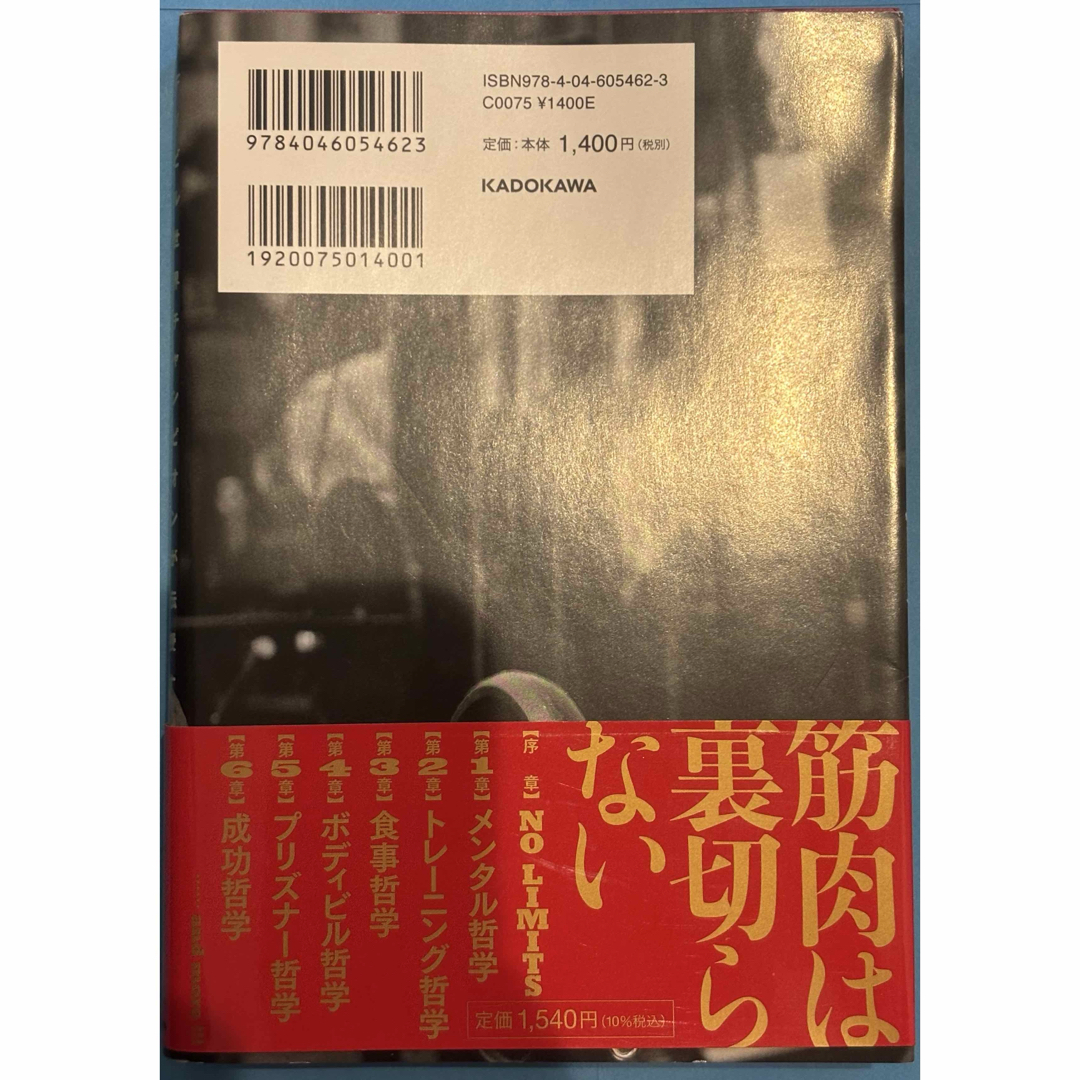 ISBN978-4-04-605462-3
C0075 ¥1400E
定価：本体 1,400円（税別）
KADOKAWA
9784046054623
1920075014001
筋肉は
裏切ら
ない
【序 章】 NO LIMITS
【第1章】 メンタル哲学
【第2章】 トレーニング哲学
【第3章】 食事哲学
【第4章】 ボディビル哲学
【第5章】 プリズナー哲学
【第6章】 成功哲学
…… and more !!!
定価 1,540円（10%税込）